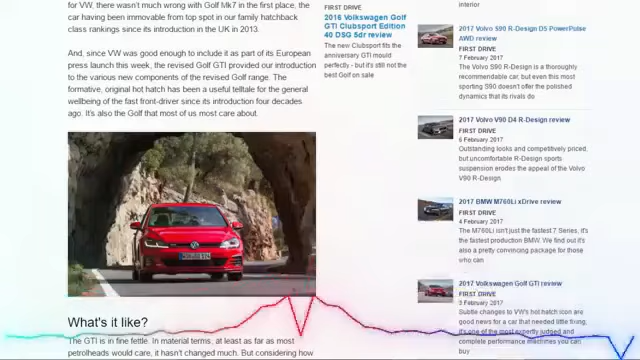 for VW, there wasn't much wrong with Golf Mk7 in the first place, the
car having been immovable from top spot in our family hatchback
class rankings since its introduction in the UK in 2013.
And, since VW was good enough to include it as part of its European
press launch this week, the revised Golf GTI provided our introduction
to the various new components of the revised Golf range. The
formative, original hot hatch has been a useful telltale for the general
wellbeing of the fast front-driver since its introduction four decades
ago. It's also the Golf that most of us most care about.
What's it like?
The GTI is in fine fettle. In material terms, at least as far as most
petrolheads would care, it hasn't changed much. But considering how
FIRST DRIVE
2016 Volkswagen Golf
GTI Clubsport Edition
40 DSG 5dr review
The new Clubsport fits the
anniversary GTI mould
perfectly - but it's still not the
best Golf on sale
interior
2017 Volvo S90 R-Design D5 PowerPulse
AWD review
FIRST DRIVE
7 February 2017
The Volvo S90 R-Design is a thoroughly
recommendable car, but even this most
sporting S90 doesn't offer the polished
dynamics that its rivals do
2017 Volvo V90 D4 R-Design review
FIRST DRIVE
6 February 2017
Outstanding looks and competitively priced,
but uncomfortable R-Design sports
suspension erodes the appeal of the Volvo
V90 R-Design
2017 BMW M760Li xDrive review
FIRST DRIVE
4 February 2017
The M760Li isn't just the fastest 7 Series, it's
the fastest production BMW. We find out it's
also a pretty convincing package for those
who can
2017 Volkswagen Golf GTI review
FIRST DRIVE
3 February 2017
Subtle changes to VW's hot hatch icon are
good news for a car that needed little fixing;
it's one of the most expertly judged and
complete performance machines you can
buy